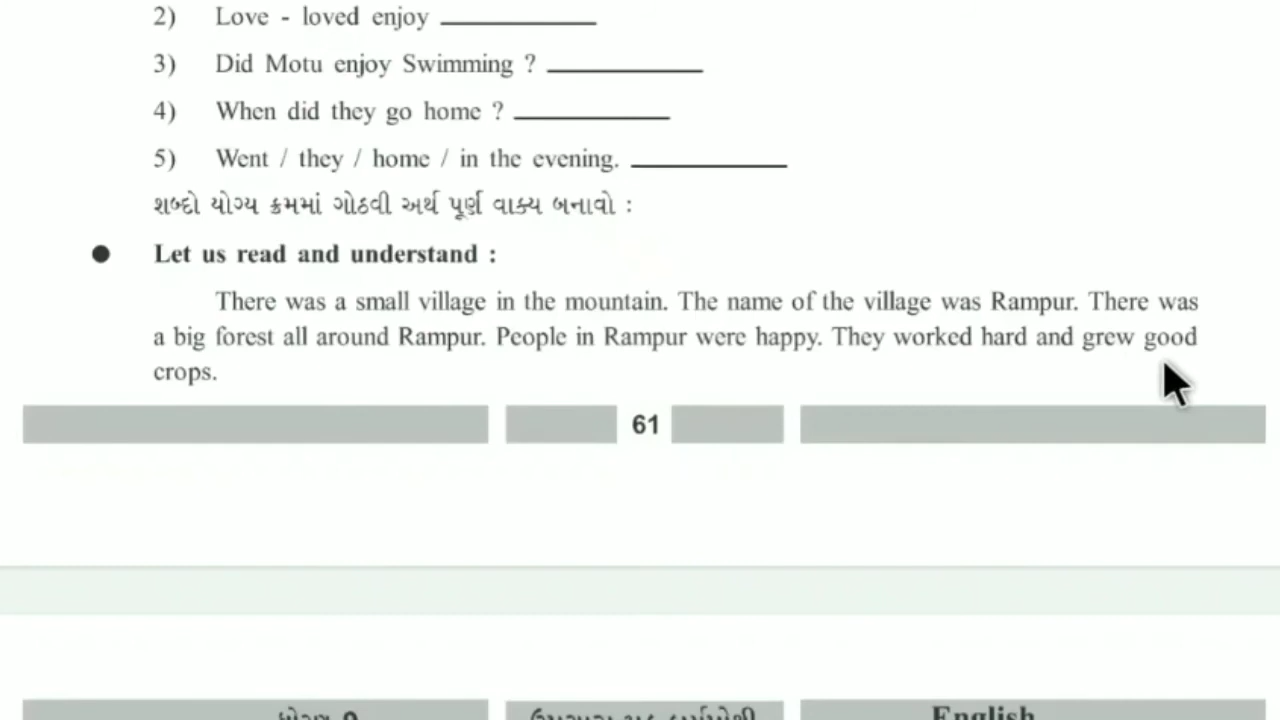 2) Love - loved enjoy
3) Did Motu enjoy Swimming ?
4) When did they go home ?
5) Went / they / home / in the evening.
શબ્દો યોગ્ય ક્રમમાં ગોઠવી અર્થ પૂર્ણ વાક્ય બનાવો :
● Let us read and understand :
There was a small village in the mountain. The name of the village was Rampur. There was
a big forest all around Rampur. People in Rampur were happy. They worked hard and grew good
crops.
61
English